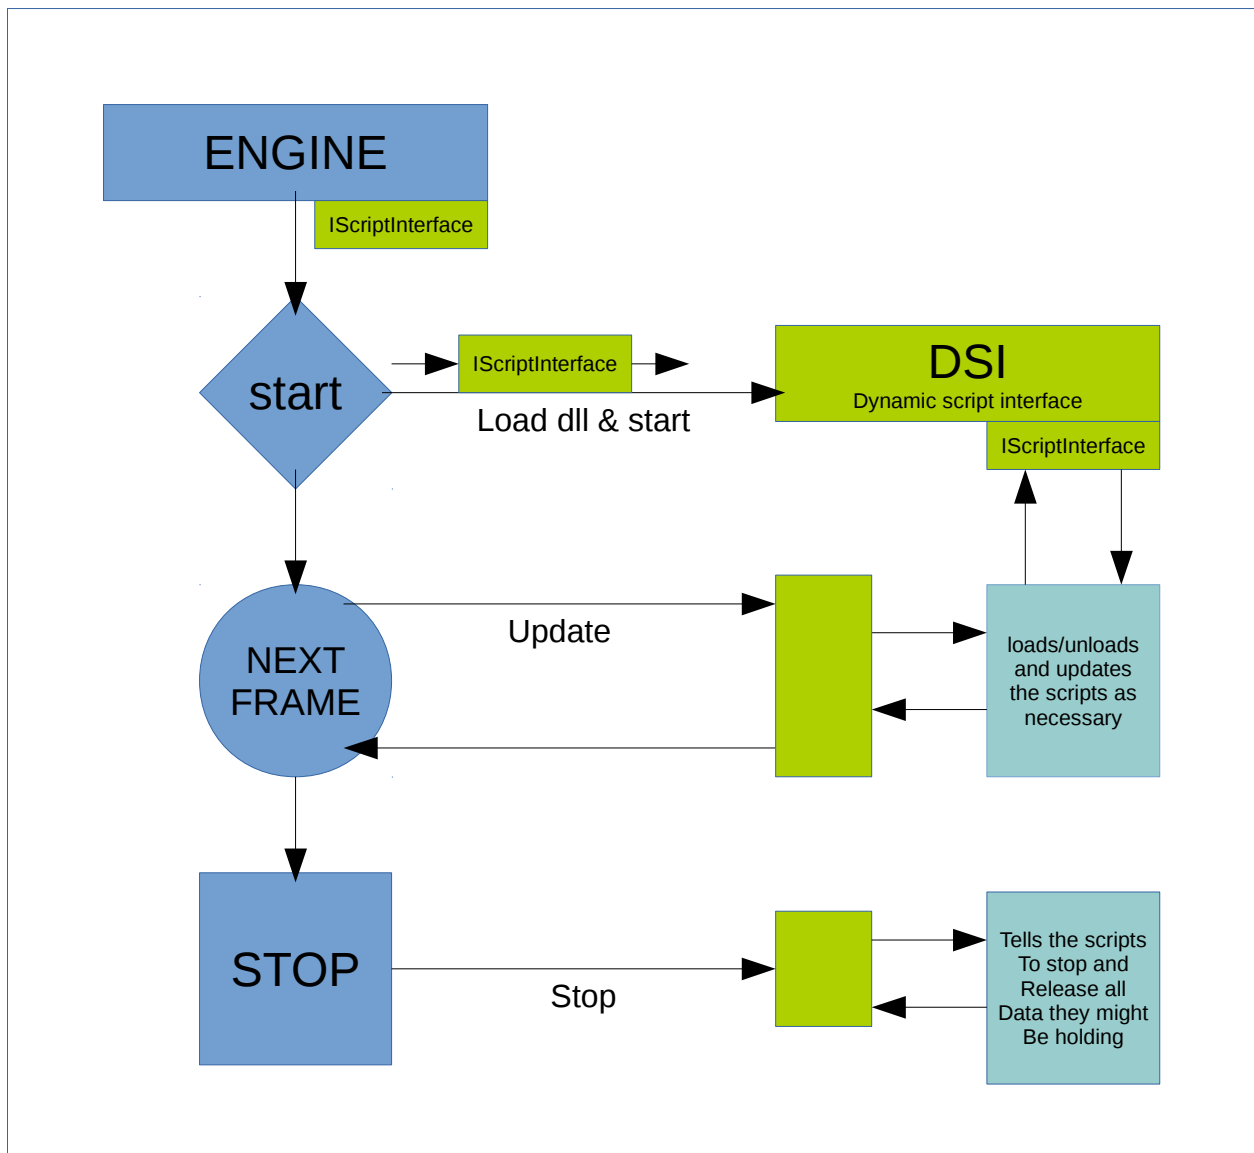 ENGINE
IScriptInterface
start
IScriptInterface
Load dll & start
DSI
Dynamic script interface
IScriptInterface
NEXT
FRAME
Update
loads/unloads
and updates
the scripts as
necessary
STOP
Stop
Tells the scripts
To stop and
Release all
Data they might
Be holding